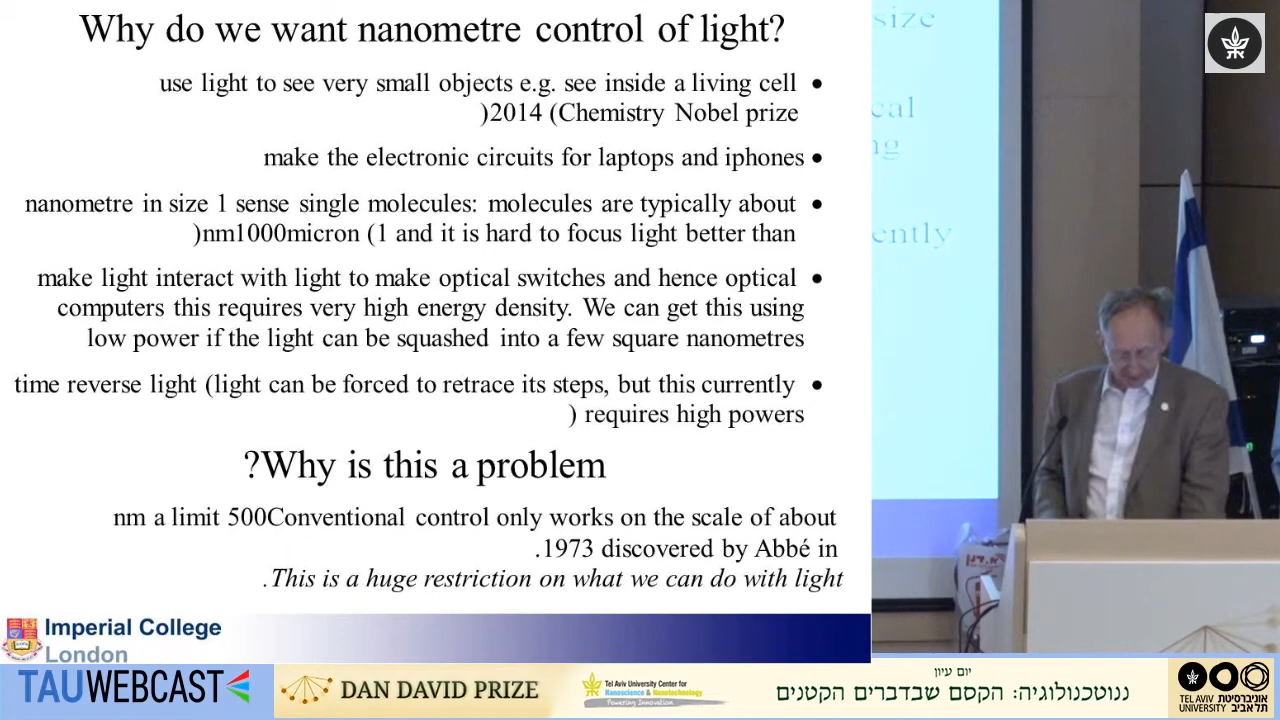 Why do we want nanometre control of light?
use light to see very small objects e.g. see inside a living cell •
)2014 (Chemistry Nobel prize
make the electronic circuits for laptops and iphones •
nanometre in size 1 sense single molecules: molecules are typically about •
)nm1000micron (1 and it is hard to focus light better than
make light interact with light to make optical switches and hence optical •
computers this requires very high energy density. We can get this using
low power if the light can be squashed into a few square nanometres
time reverse light (light can be forced to retrace its steps, but this currently •
) requires high powers
?Why is this a problem
nm a limit 500Conventional control only works on the scale of about
.1973 discovered by Abbé in
.This is a huge restriction on what we can do with light
Imperial College
London
size
cal
ng
ently
TAUWEBCAST
DAN DAVID PRIZE
Tel Aviv University Center for
Nanoscience & Nanotechnology
Powering Innovation
יום עיון
ננוטכנולוגיה: הקסם שבדברים הקטנים
TEL AVIV אוניברסיטת
UNIVERSITY תל אביב